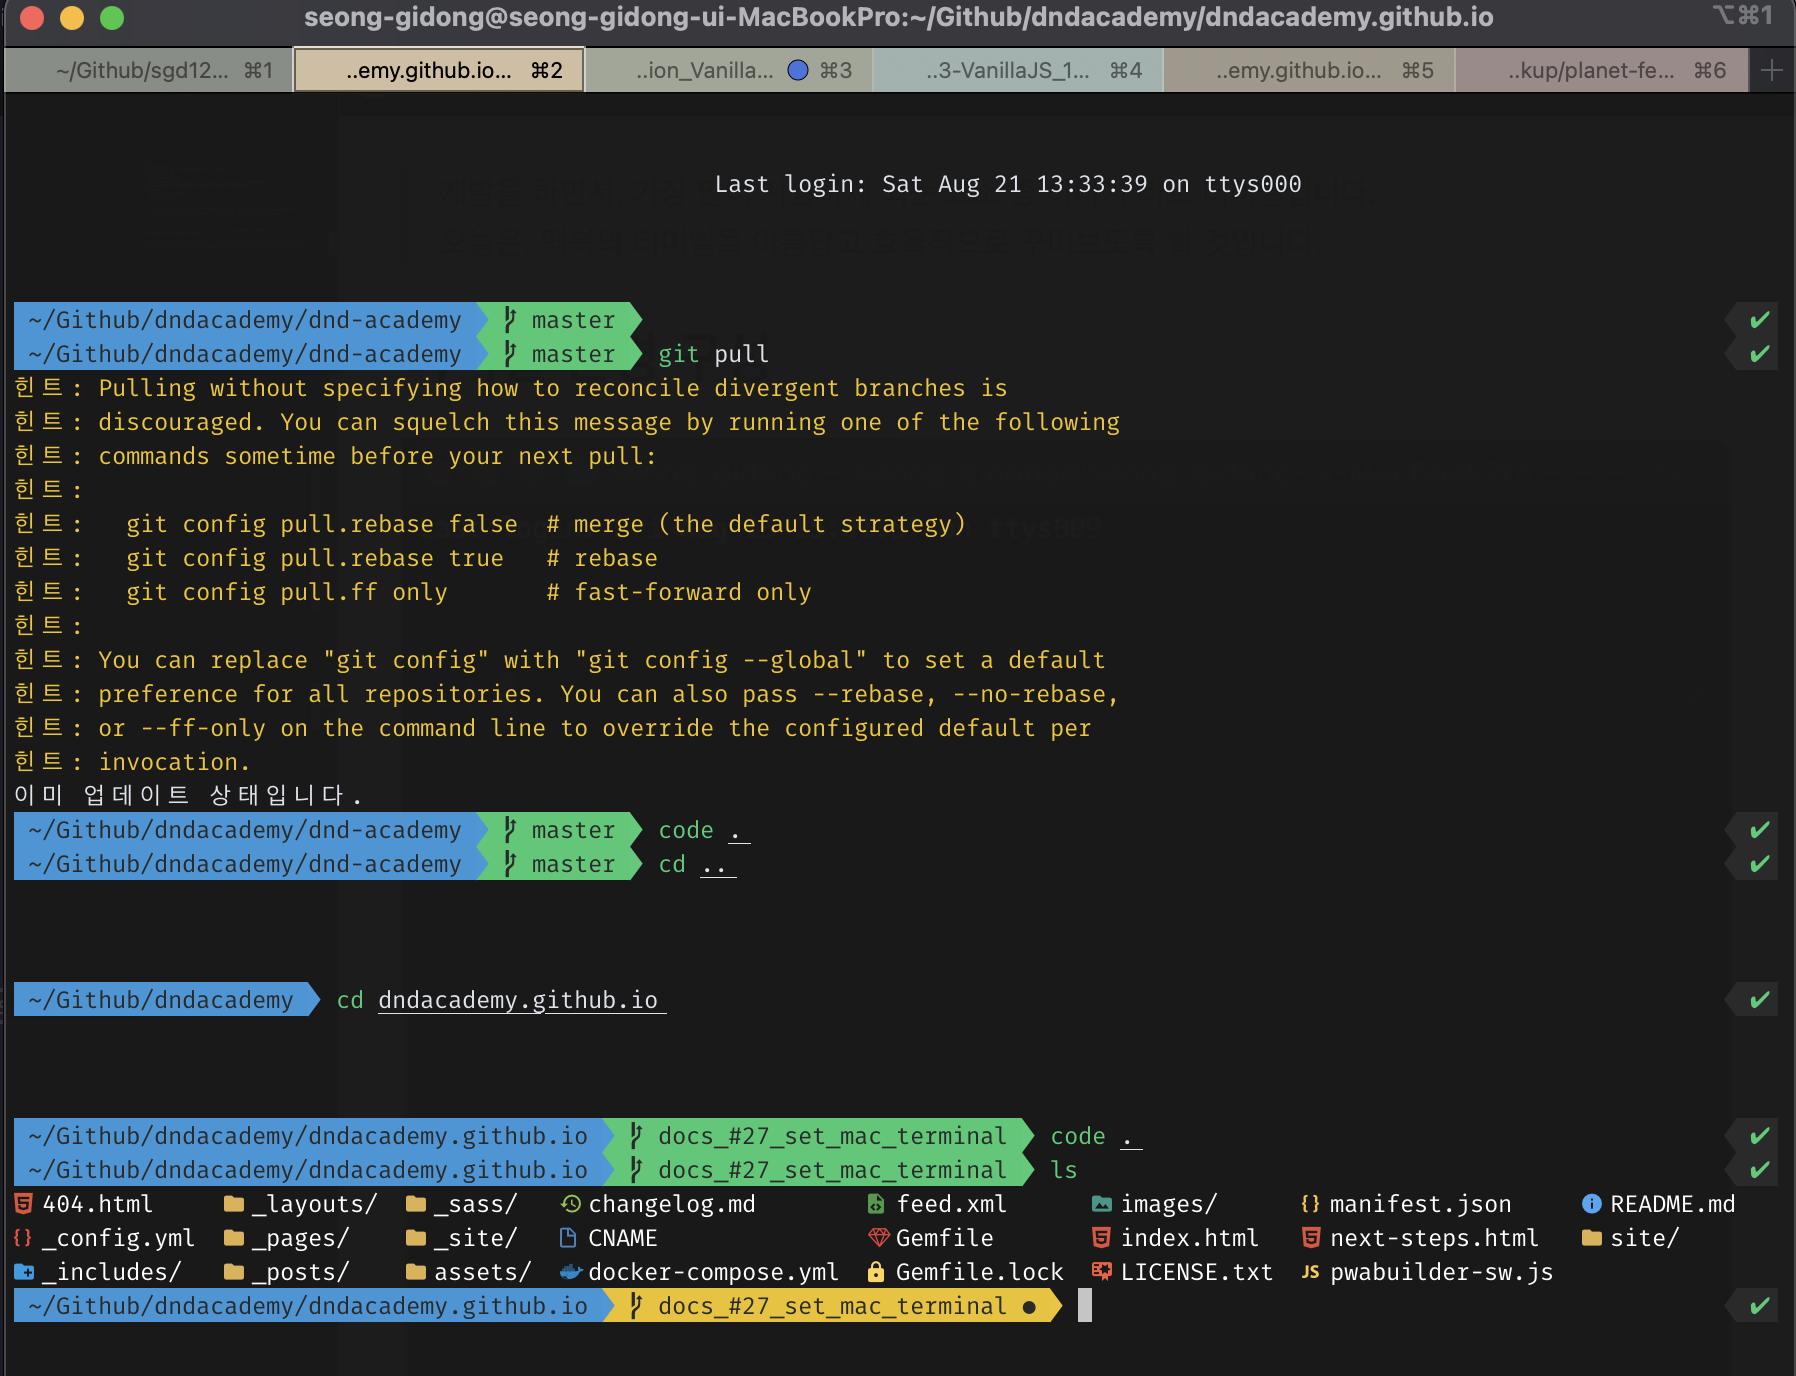 seong-gidong@seong-gidong-ui-MacBookPro:~/Github/dndacademy/dndacademy.github.io ⌥⌘1
~/Github/sgd12... ⌘1 ..emy.github.io... ⌘2 ..ion_Vanilla... ⌘3 ..3-VanillaJS_1... ⌘4 ..emy.github.io... ⌘5 ..kup/planet-fe... ⌘6
Last login: Sat Aug 21 13:33:39 on ttys000
~/Github/dndacademy/dnd-academy master ✔
~/Github/dndacademy/dnd-academy master git pull ✔
힌트: Pulling without specifying how to reconcile divergent branches is
힌트: discouraged. You can squelch this message by running one of the following
힌트: commands sometime before your next pull:
힌트:
힌트:   git config pull.rebase false  # merge (the default strategy)
힌트:   git config pull.rebase true   # rebase
힌트:   git config pull.ff only       # fast-forward only
힌트:
힌트: You can replace "git config" with "git config --global" to set a default
힌트: preference for all repositories. You can also pass --rebase, --no-rebase,
힌트: or --ff-only on the command line to override the configured default per
힌트: invocation.
이미 업데이트 상태입니다.
~/Github/dndacademy/dnd-academy master code . ✔
~/Github/dndacademy/dnd-academy master cd .. ✔
~/Github/dndacademy cd dndacademy.github.io ✔
~/Github/dndacademy/dndacademy.github.io docs_#27_set_mac_terminal code . ✔
~/Github/dndacademy/dndacademy.github.io docs_#27_set_mac_terminal ls ✔
404.html _layouts/ _sass/ changelog.md feed.xml images/ manifest.json README.md
_config.yml _pages/ _site/ CNAME Gemfile index.html next-steps.html site/
_includes/ _posts/ assets/ docker-compose.yml Gemfile.lock LICENSE.txt pwabuilder-sw.js
~/Github/dndacademy/dndacademy.github.io docs_#27_set_mac_terminal ● ✔